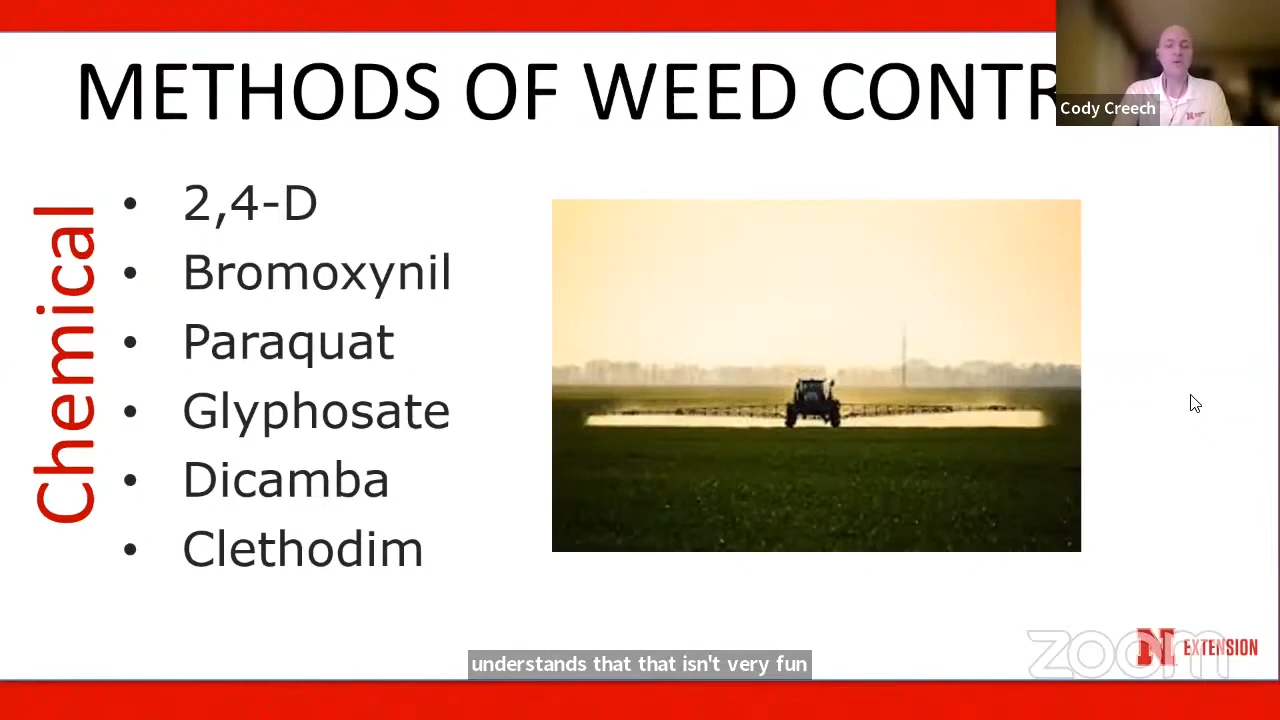 METHODS OF WEED CONTR
Cody Creech
Chemical
• 2,4-D
• Bromoxynil
• Paraquat
• Glyphosate
• Dicamba
• Clethodim
understands that that isn't very fun
N EXTENSION
zoom